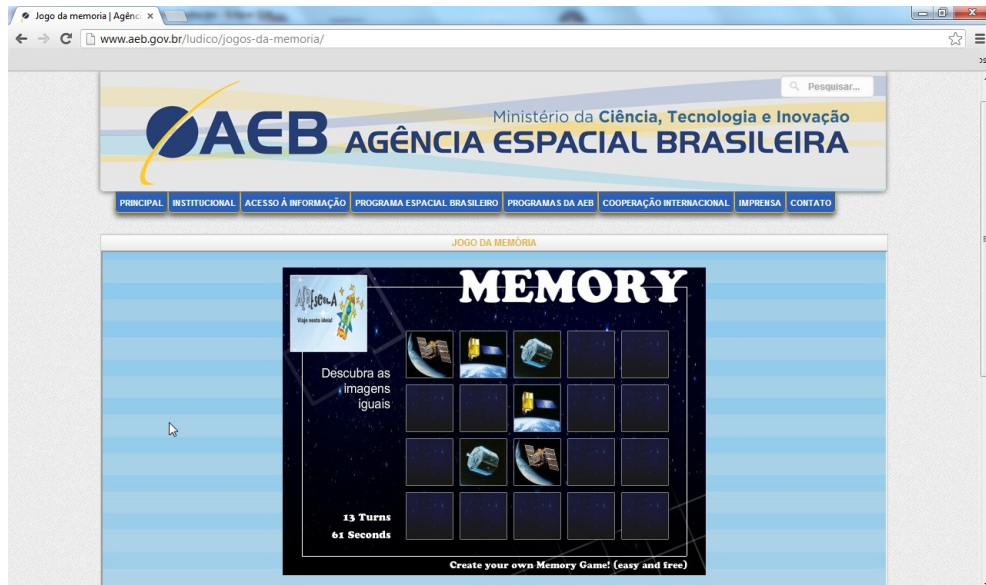 Jogo da memoria | Agênc
www.aeb.gov.br/ludico/jogos-da-memoria/
Pesquisar...
Ministério da Ciência, Tecnologia e Inovação
AEB AGÊNCIA ESPACIAL BRASILEIRA
PRINCIPAL INSTITUCIONAL ACESSO À INFORMAÇÃO PROGRAMA ESPACIAL BRASILEIRO PROGRAMAS DA AEB COOPERAÇÃO INTERNACIONAL IMPRENSA CONTATO
JOGO DA MEMÓRIA
MEMORY
Viaje nesta ideia!
Descubra as
imagens
iguais
13 Turns
61 Seconds
Create your own Memory Game! (easy and free)